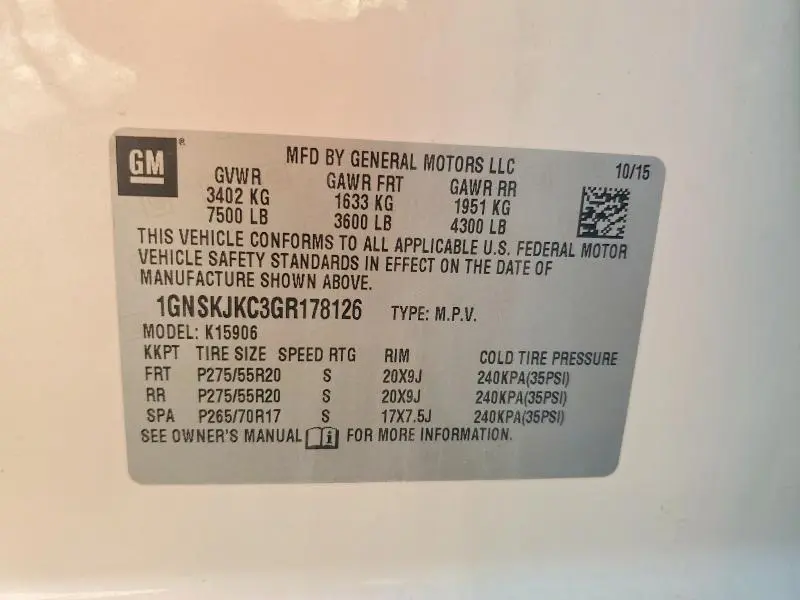 GM ®
MFD BY GENERAL MOTORS LLC 10/15
GVWR GAWR FRT GAWR RR
3402 KG 1633 KG 1951 KG
7500 LB 3600 LB 4300 LB
THIS VEHICLE CONFORMS TO ALL APPLICABLE U.S. FEDERAL MOTOR
VEHICLE SAFETY STANDARDS IN EFFECT ON THE DATE OF
MANUFACTURE SHOWN ABOVE.
1GNSKJKC3GR178126 TYPE: M.P.V.
MODEL: K15906
KKPT TIRE SIZE SPEED RTG RIM COLD TIRE PRESSURE
FRT P275/55R20 S 20X9J 240KPA(35PSI)
RR P275/55R20 S 20X9J 240KPA(35PSI)
SPA P265/70R17 S 17X7.5J 240KPA(35PSI)
SEE OWNER'S MANUAL FOR MORE INFORMATION.